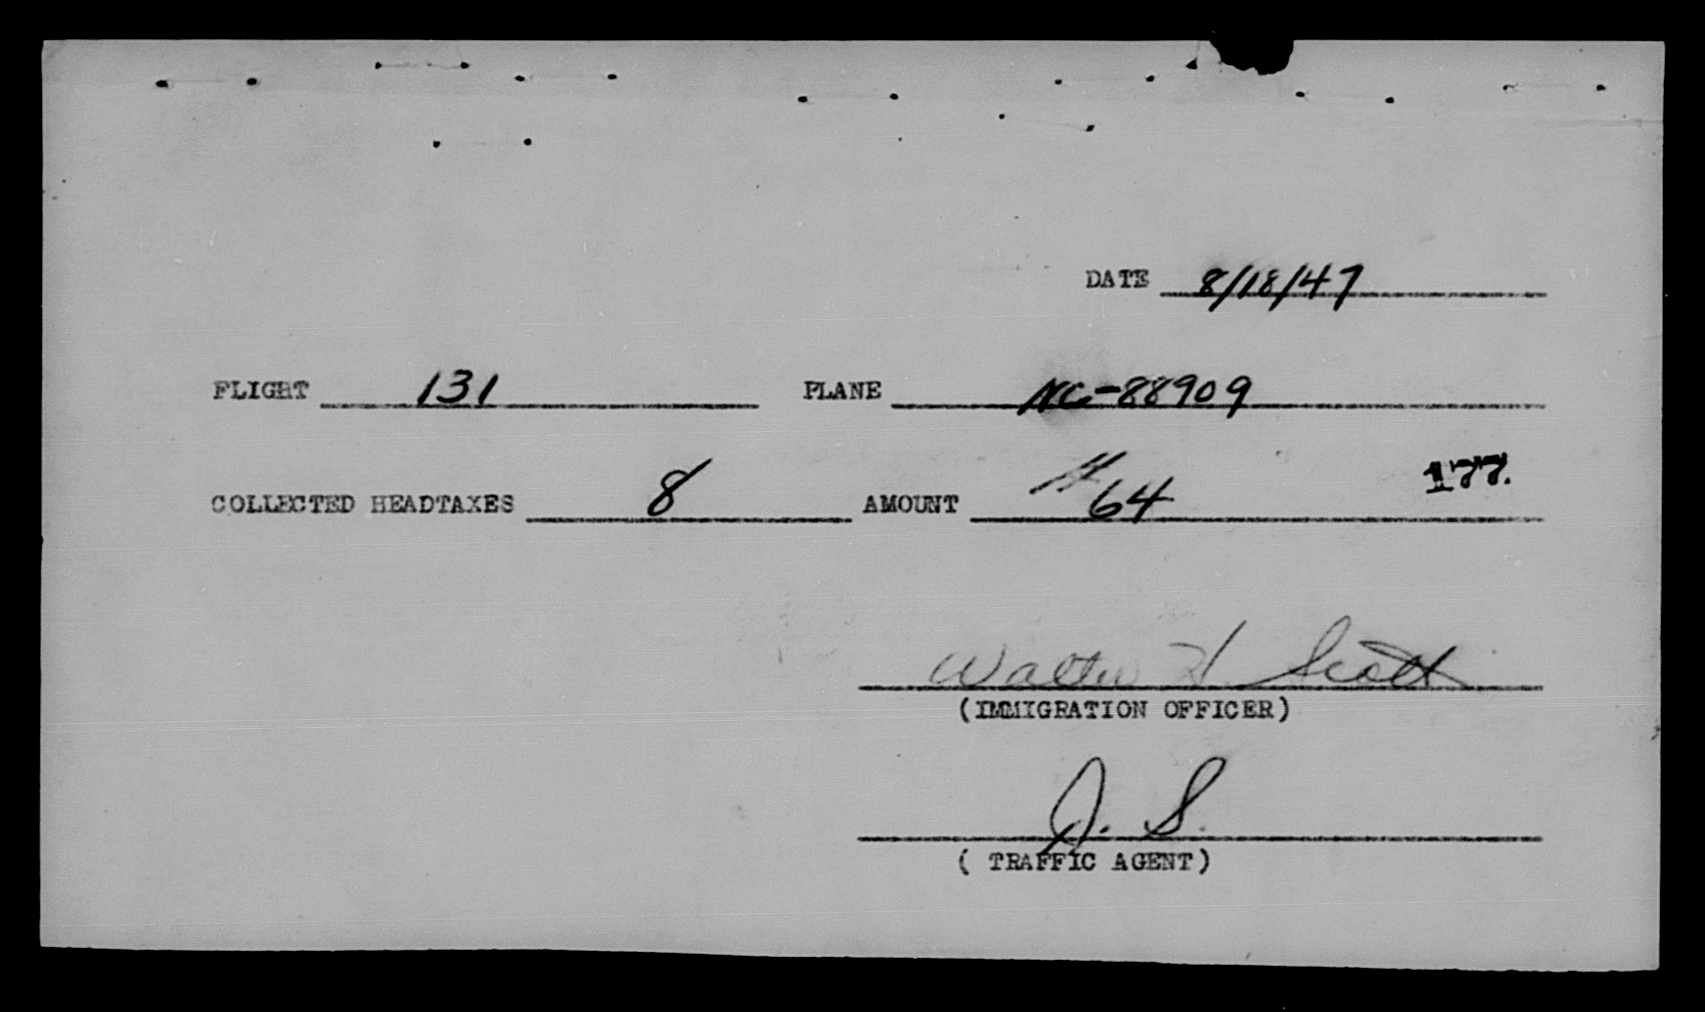 DATE 8/18/47
FLIGHT 131 PLANE NC-88909
COLLECTED HEADTAXES 8 AMOUNT 64 177.
Walter H. Scott
(IMMIGRATION OFFICER)
J. S.
( TRAFFIC AGENT)